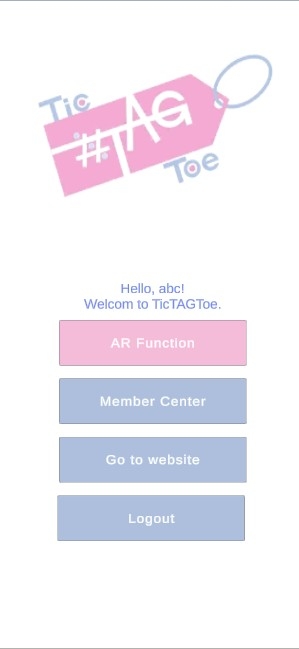 Tic
#TAG
Toe
Hello, abc!
Welcom to TicTAGToe.
AR Function
Member Center
Go to website
Logout